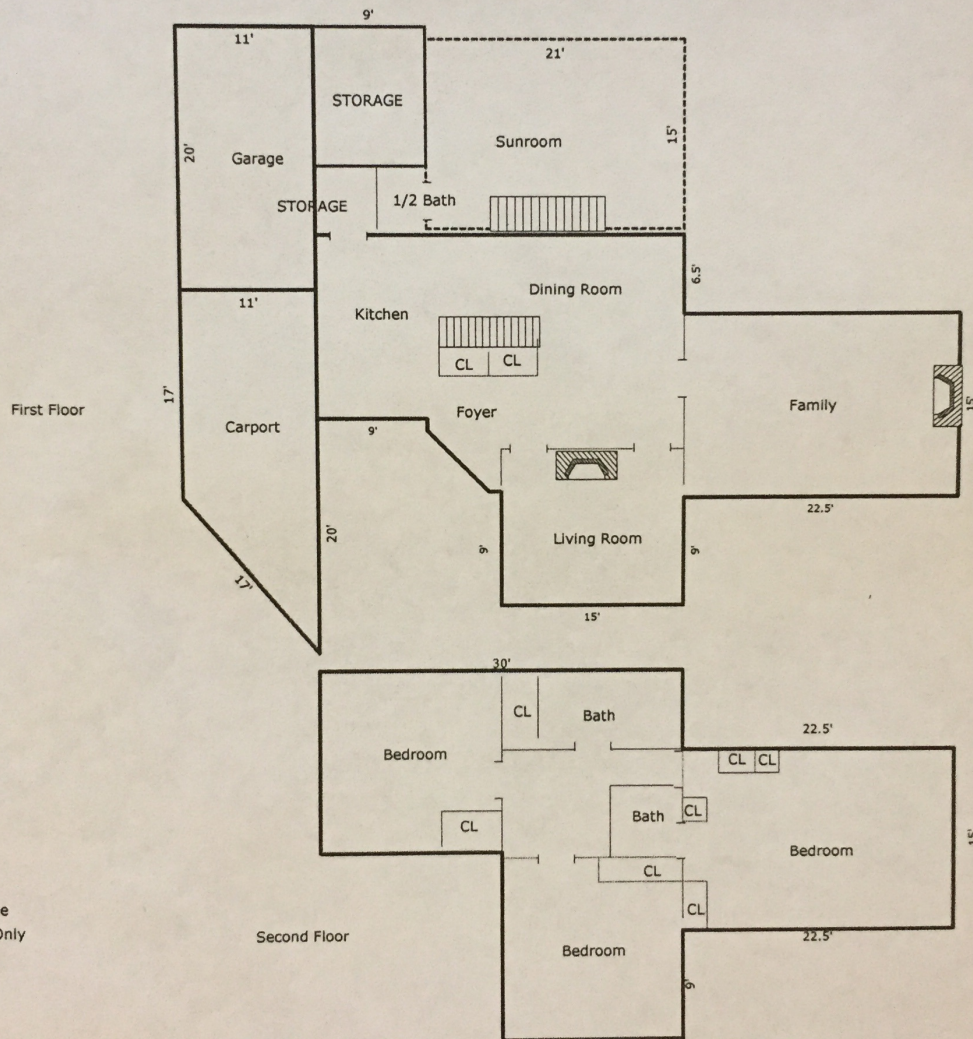 9'
11'
21'
STORAGE
Sunroom
15'
20'
Garage
STORAGE
1/2 Bath
6.5'
Dining Room
11'
Kitchen
CL
CL
17'
First Floor
Foyer
Family
15'
Carport
9'
22.5'
20'
9'
Living Room
9'
17'
15'
30'
CL
Bath
22.5'
Bedroom
CL
CL
CL
Bath
CL
15'
Bedroom
CL
CL
Only
Second Floor
22.5'
Bedroom
9'